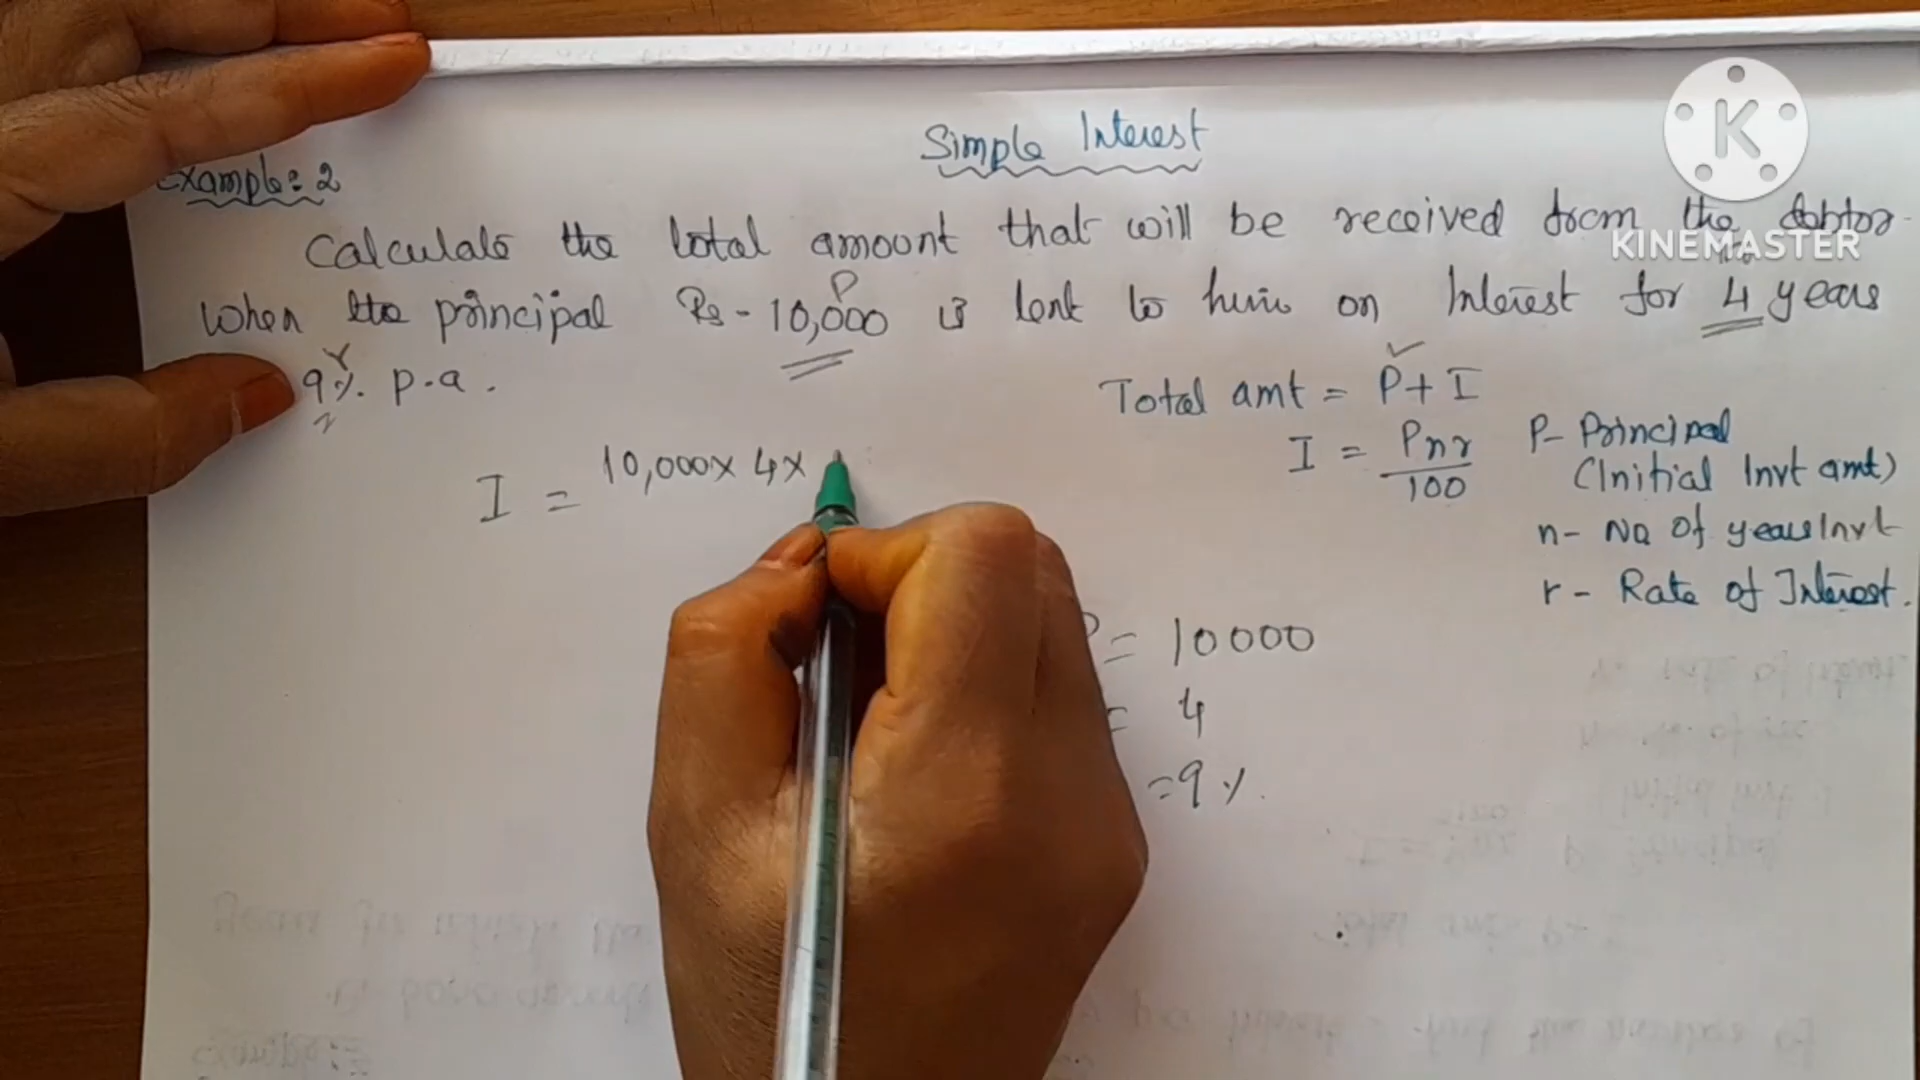 Simple Interest
Example: 2
Calculate the total amount that will be received from the debtor
when the principal Rs - 10,000 is lent to him on Interest for 4 years
P
9%. p.a.
r
Total amt = P+I
I = Pnr
100
P- Principal
(Initial Invt amt)
n- No of years Invt
r - Rate of Interest.
I = 10,000 x 4 x
= 10000
= 4
= 9%.
K
KINEMASTER